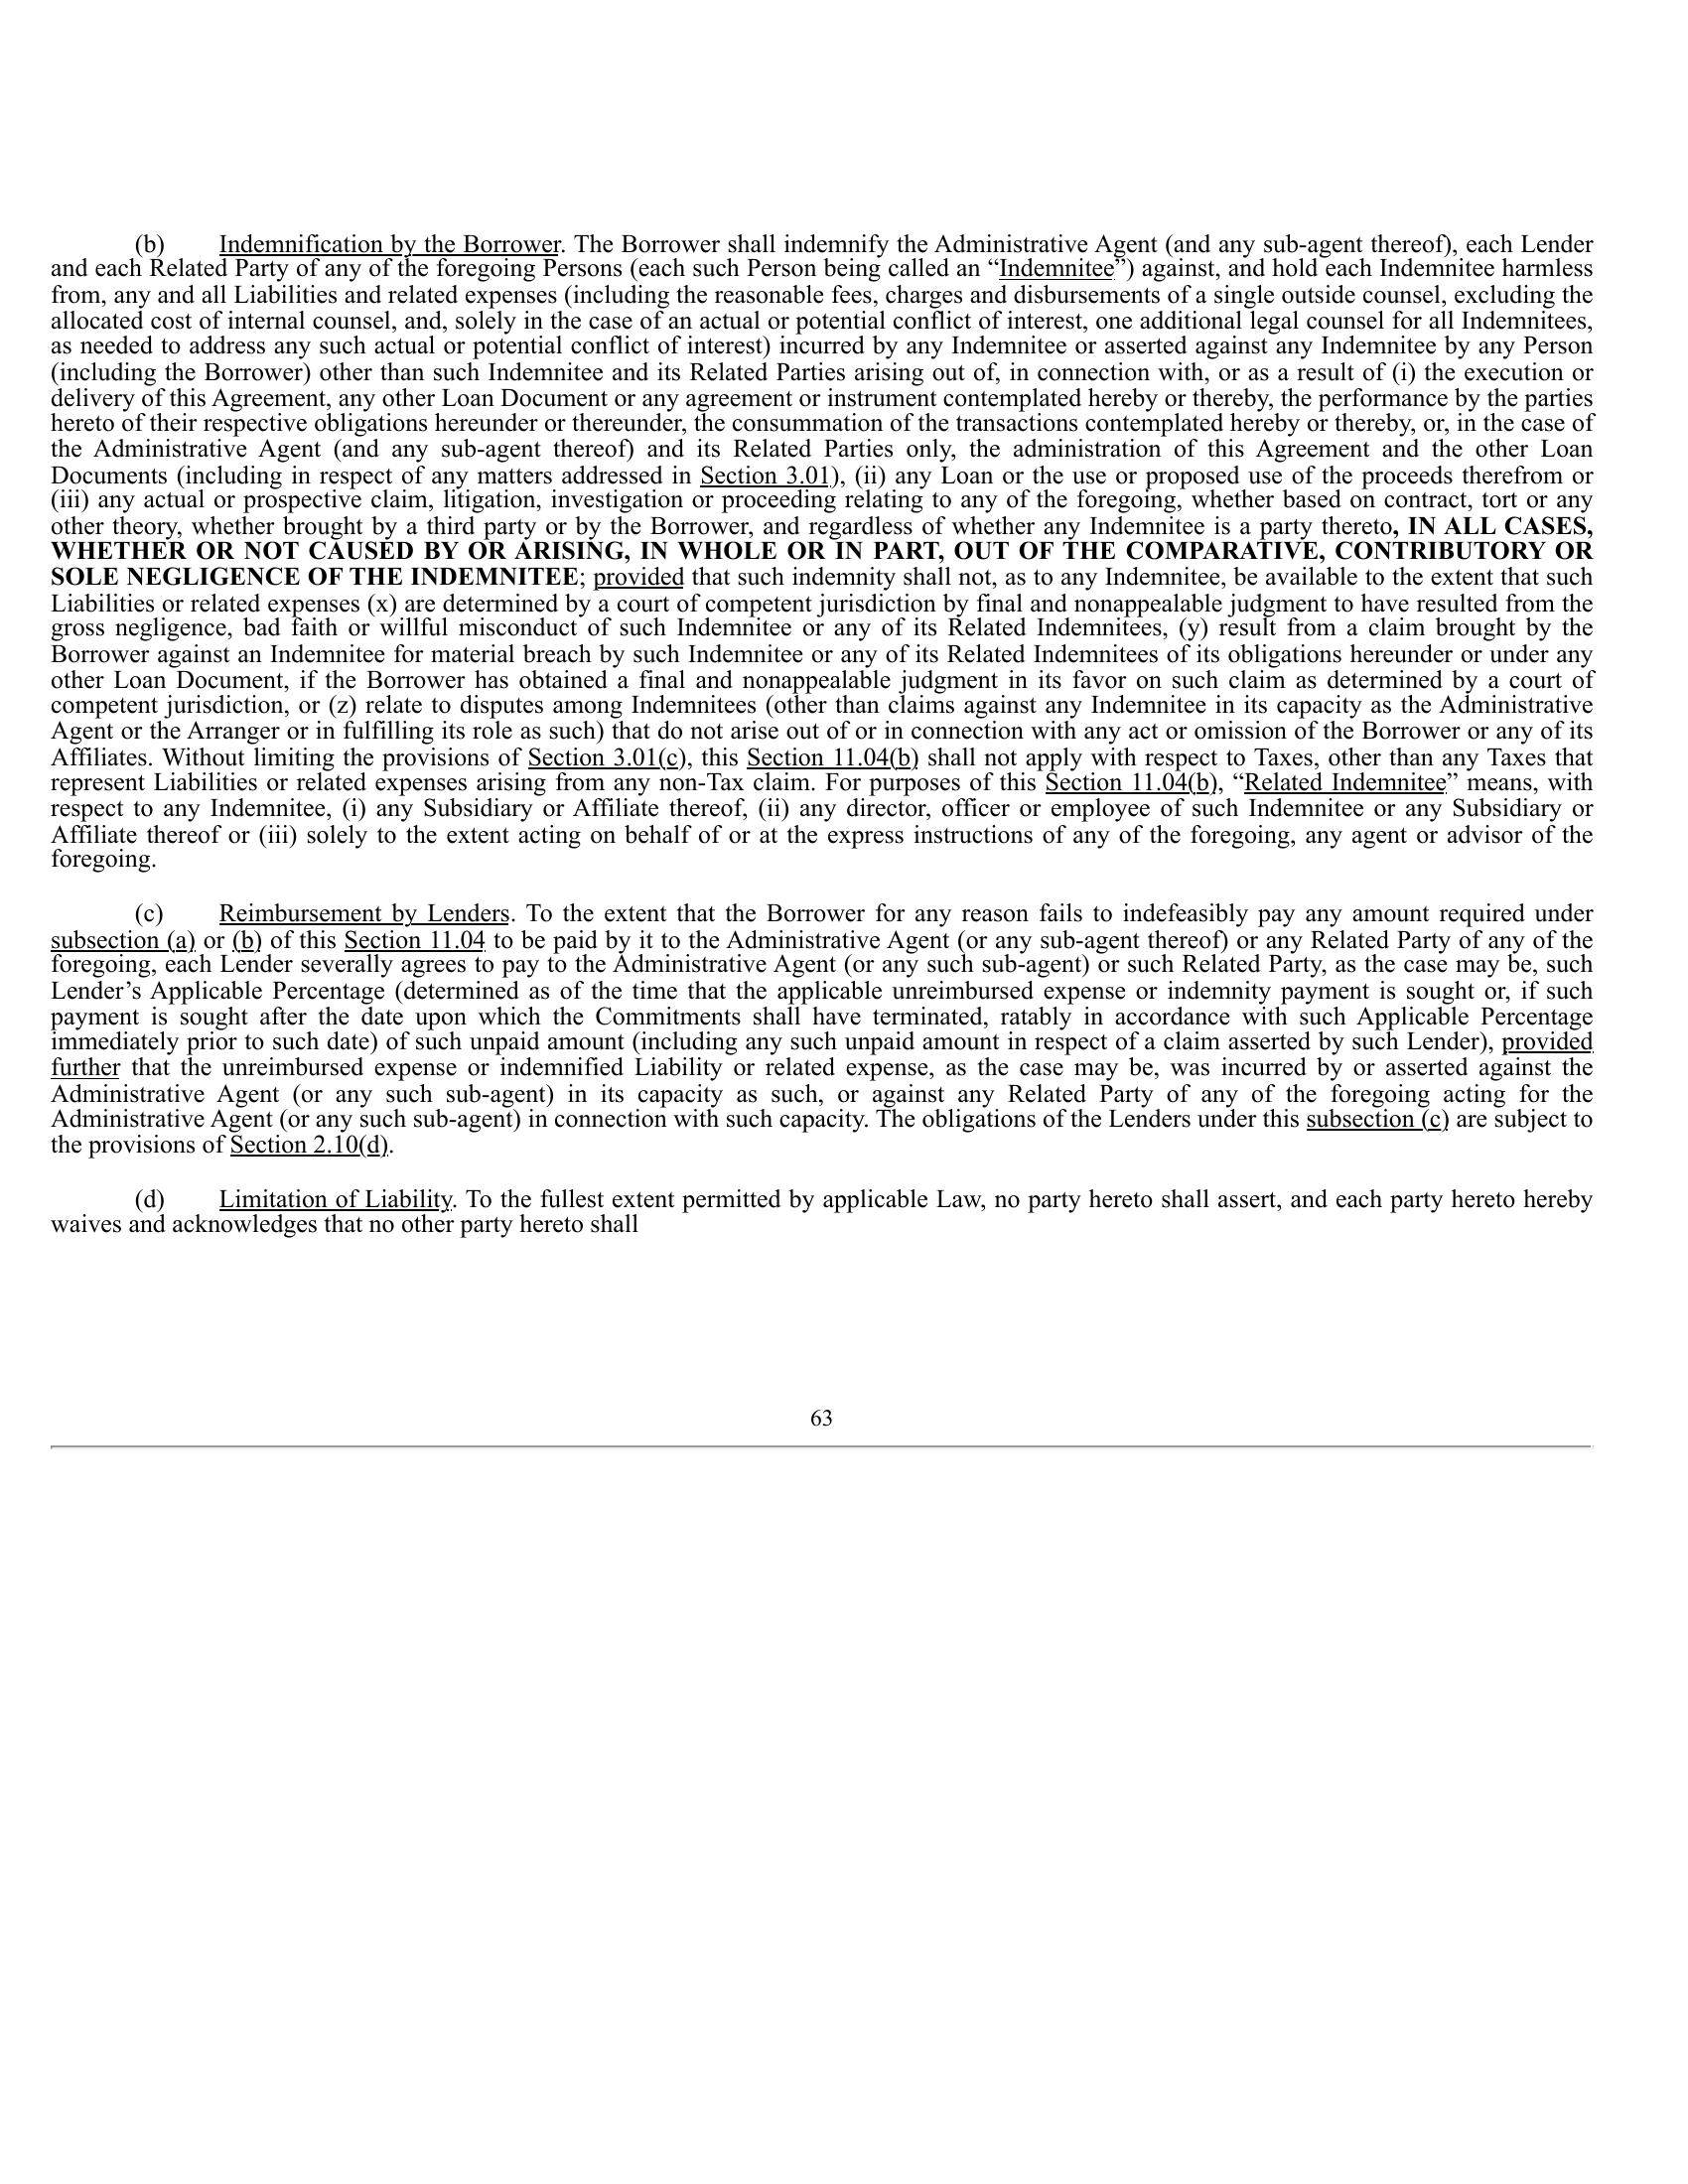 (b) Indemnification by the Borrower. The Borrower shall indemnify the Administrative Agent (and any sub-agent thereof), each Lender
and each Related Party of any of the foregoing Persons (each such Person being called an “Indemnitee”) against, and hold each Indemnitee harmless
from, any and all Liabilities and related expenses (including the reasonable fees, charges and disbursements of a single outside counsel, excluding the
allocated cost of internal counsel, and, solely in the case of an actual or potential conflict of interest, one additional legal counsel for all Indemnitees,
as needed to address any such actual or potential conflict of interest) incurred by any Indemnitee or asserted against any Indemnitee by any Person
(including the Borrower) other than such Indemnitee and its Related Parties arising out of, in connection with, or as a result of (i) the execution or
delivery of this Agreement, any other Loan Document or any agreement or instrument contemplated hereby or thereby, the performance by the parties
hereto of their respective obligations hereunder or thereunder, the consummation of the transactions contemplated hereby or thereby, or, in the case of
the Administrative Agent (and any sub-agent thereof) and its Related Parties only, the administration of this Agreement and the other Loan
Documents (including in respect of any matters addressed in Section 3.01), (ii) any Loan or the use or proposed use of the proceeds therefrom or
(iii) any actual or prospective claim, litigation, investigation or proceeding relating to any of the foregoing, whether based on contract, tort or any
other theory, whether brought by a third party or by the Borrower, and regardless of whether any Indemnitee is a party thereto, IN ALL CASES,
WHETHER OR NOT CAUSED BY OR ARISING, IN WHOLE OR IN PART, OUT OF THE COMPARATIVE, CONTRIBUTORY OR
SOLE NEGLIGENCE OF THE INDEMNITEE; provided that such indemnity shall not, as to any Indemnitee, be available to the extent that such
Liabilities or related expenses (x) are determined by a court of competent jurisdiction by final and nonappealable judgment to have resulted from the
gross negligence, bad faith or willful misconduct of such Indemnitee or any of its Related Indemnitees, (y) result from a claim brought by the
Borrower against an Indemnitee for material breach by such Indemnitee or any of its Related Indemnitees of its obligations hereunder or under any
other Loan Document, if the Borrower has obtained a final and nonappealable judgment in its favor on such claim as determined by a court of
competent jurisdiction, or (z) relate to disputes among Indemnitees (other than claims against any Indemnitee in its capacity as the Administrative
Agent or the Arranger or in fulfilling its role as such) that do not arise out of or in connection with any act or omission of the Borrower or any of its
Affiliates. Without limiting the provisions of Section 3.01(c), this Section 11.04(b) shall not apply with respect to Taxes, other than any Taxes that
represent Liabilities or related expenses arising from any non-Tax claim. For purposes of this Section 11.04(b), “Related Indemnitee” means, with
respect to any Indemnitee, (i) any Subsidiary or Affiliate thereof, (ii) any director, officer or employee of such Indemnitee or any Subsidiary or
Affiliate thereof or (iii) solely to the extent acting on behalf of or at the express instructions of any of the foregoing, any agent or advisor of the
foregoing.
(c) Reimbursement by Lenders. To the extent that the Borrower for any reason fails to indefeasibly pay any amount required under
subsection (a) or (b) of this Section 11.04 to be paid by it to the Administrative Agent (or any sub-agent thereof) or any Related Party of any of the
foregoing, each Lender severally agrees to pay to the Administrative Agent (or any such sub-agent) or such Related Party, as the case may be, such
Lender’s Applicable Percentage (determined as of the time that the applicable unreimbursed expense or indemnity payment is sought or, if such
payment is sought after the date upon which the Commitments shall have terminated, ratably in accordance with such Applicable Percentage
immediately prior to such date) of such unpaid amount (including any such unpaid amount in respect of a claim asserted by such Lender), provided
further that the unreimbursed expense or indemnified Liability or related expense, as the case may be, was incurred by or asserted against the
Administrative Agent (or any such sub-agent) in its capacity as such, or against any Related Party of any of the foregoing acting for the
Administrative Agent (or any such sub-agent) in connection with such capacity. The obligations of the Lenders under this subsection (c) are subject to
the provisions of Section 2.10(d).
(d) Limitation of Liability. To the fullest extent permitted by applicable Law, no party hereto shall assert, and each party hereto hereby
waives and acknowledges that no other party hereto shall
63